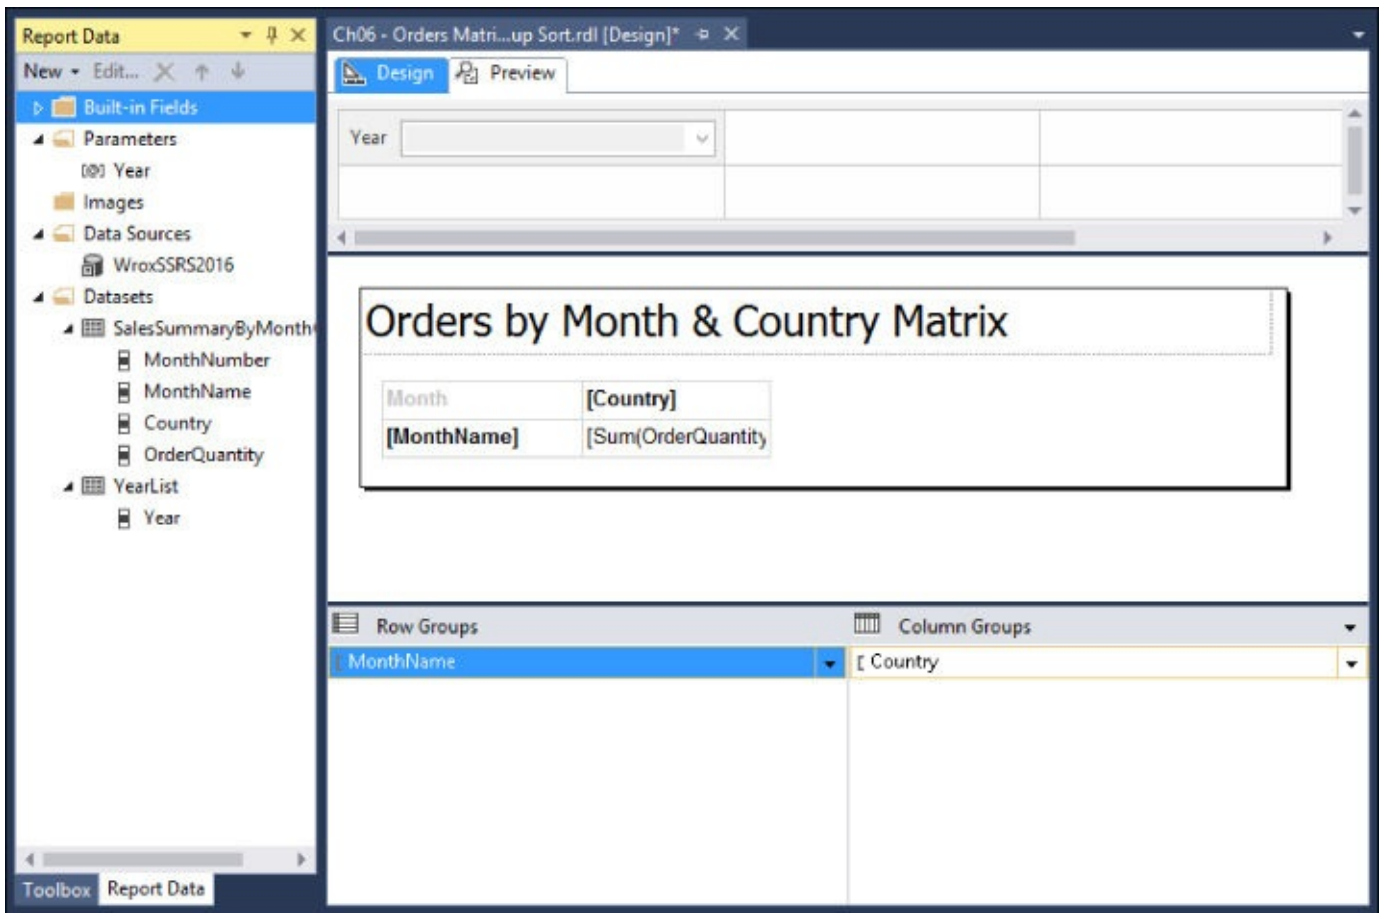 Report Data
New Edit...
Built-in Fields
Parameters
[@] Year
Images
Data Sources
WroxSSRS2016
Datasets
SalesSummaryByMonth
MonthNumber
MonthName
Country
OrderQuantity
YearList
Year
Toolbox Report Data
Ch06 - Orders Matri...up Sort.rdl [Design]*
Design Preview
Year
Orders by Month & Country Matrix
Month [Country]
[MonthName] [Sum(OrderQuantity
Row Groups Column Groups
[ MonthName [ Country